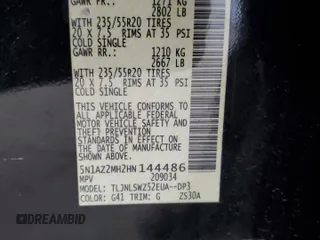 GAWR FR.: 1271 KG
2802 LB
WITH 235/55R20 TIRES
20 X 7.5 RIMS AT 35 PSI
COLD SINGLE
GAWR RR.: 1210 KG
2667 LB
WITH 235/55R20 TIRES
20 X 7.5 RIMS AT 35 PSI
COLD SINGLE
THIS VEHICLE CONFORMS TO
ALL APPLICABLE FEDERAL
MOTOR VEHICLE SAFETY AND
THEFT PREVENTION STANDARDS
IN EFFECT ON THE DATE OF
MANUFACTURE SHOWN ABOVE.
5N1AZ2MH2HN144486
MPV 209034
MODEL: TLJNLSWZ52EUA--DP3
COLOR: G41 TRIM: G ZS30A